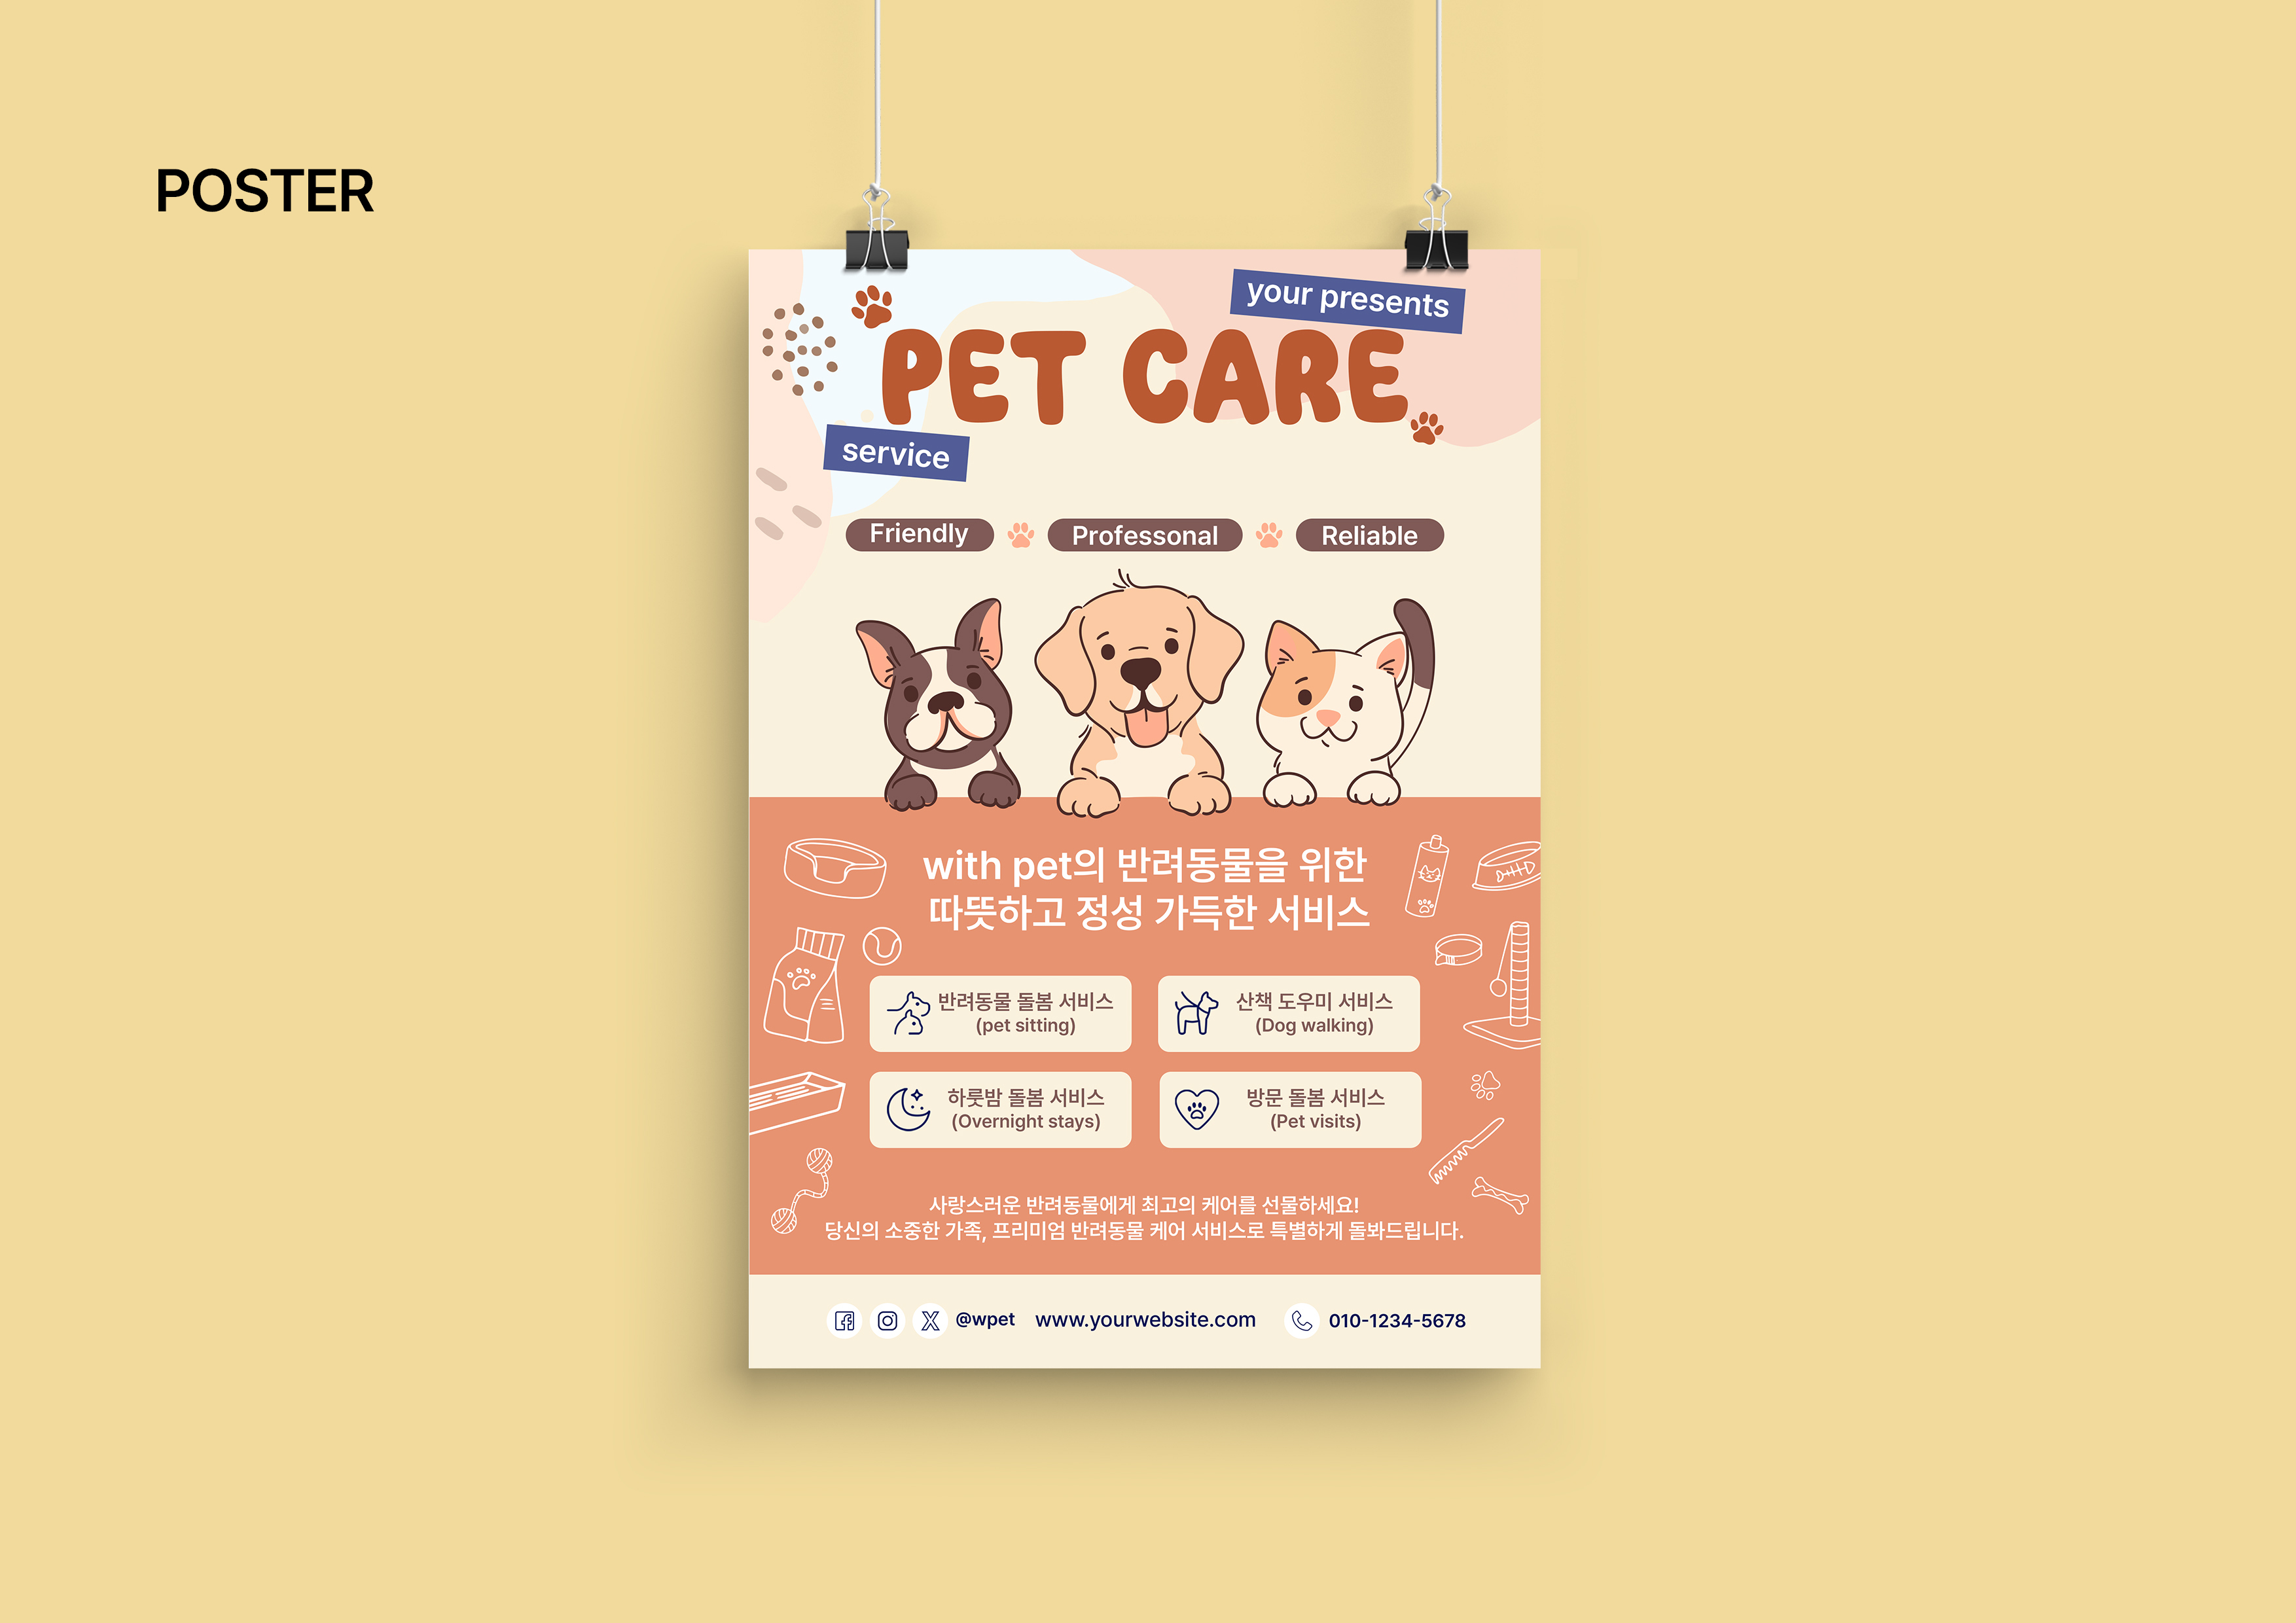 POSTER
your presents
PET CARE
service
Friendly
Professonal
Reliable
with pet의 반려동물을 위한
따뜻하고 정성 가득한 서비스
반려동물 돌봄 서비스
(pet sitting)
산책 도우미 서비스
(Dog walking)
하룻밤 돌봄 서비스
(Overnight stays)
방문 돌봄 서비스
(Pet visits)
사랑스러운 반려동물에게 최고의 케어를 선물하세요!
당신의 소중한 가족, 프리미엄 반려동물 케어 서비스로 특별하게 돌봐드립니다.
@wpet www.yourwebsite.com 010-1234-5678